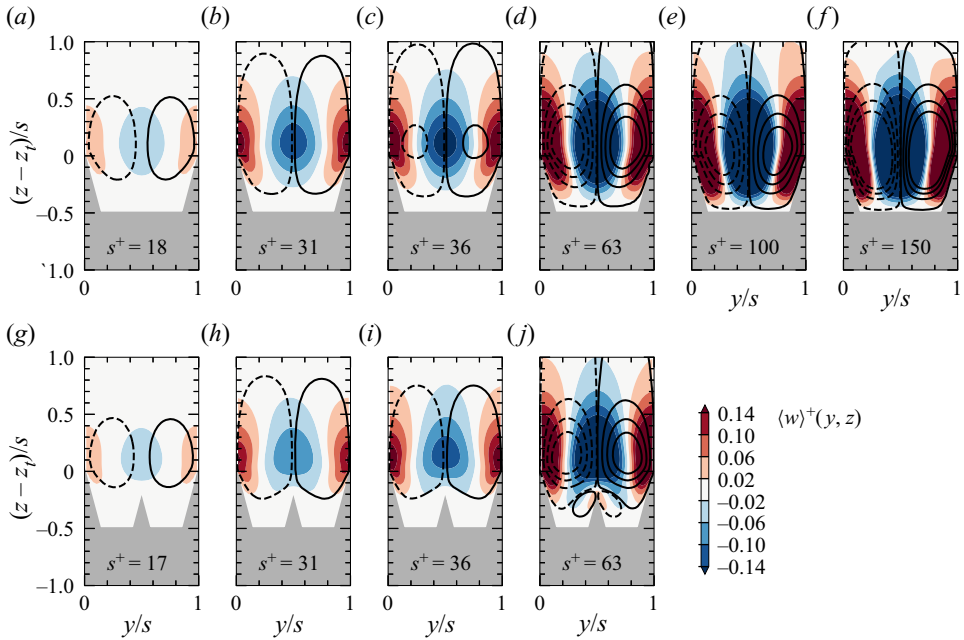 (a) (b) (c) (d) (e) (f)
1.0
0.5
0
−0.5
`1.0
(z − z_t)/s
s⁺ = 18 s⁺ = 31 s⁺ = 36 s⁺ = 63 s⁺ = 100 s⁺ = 150
0 1 0 1 0 1 0 1 0 1 0 1
y/s y/s
(g) (h) (i) (j)
1.0
0.5
0
−0.5
−1.0
(z − z_t)/s
s⁺ = 17 s⁺ = 31 s⁺ = 36 s⁺ = 63
0 1 0 1 0 1 0 1
y/s y/s y/s y/s
0.14 ⟨w⟩⁺(y, z)
0.10
0.06
0.02
−0.02
−0.06
−0.10
−0.14